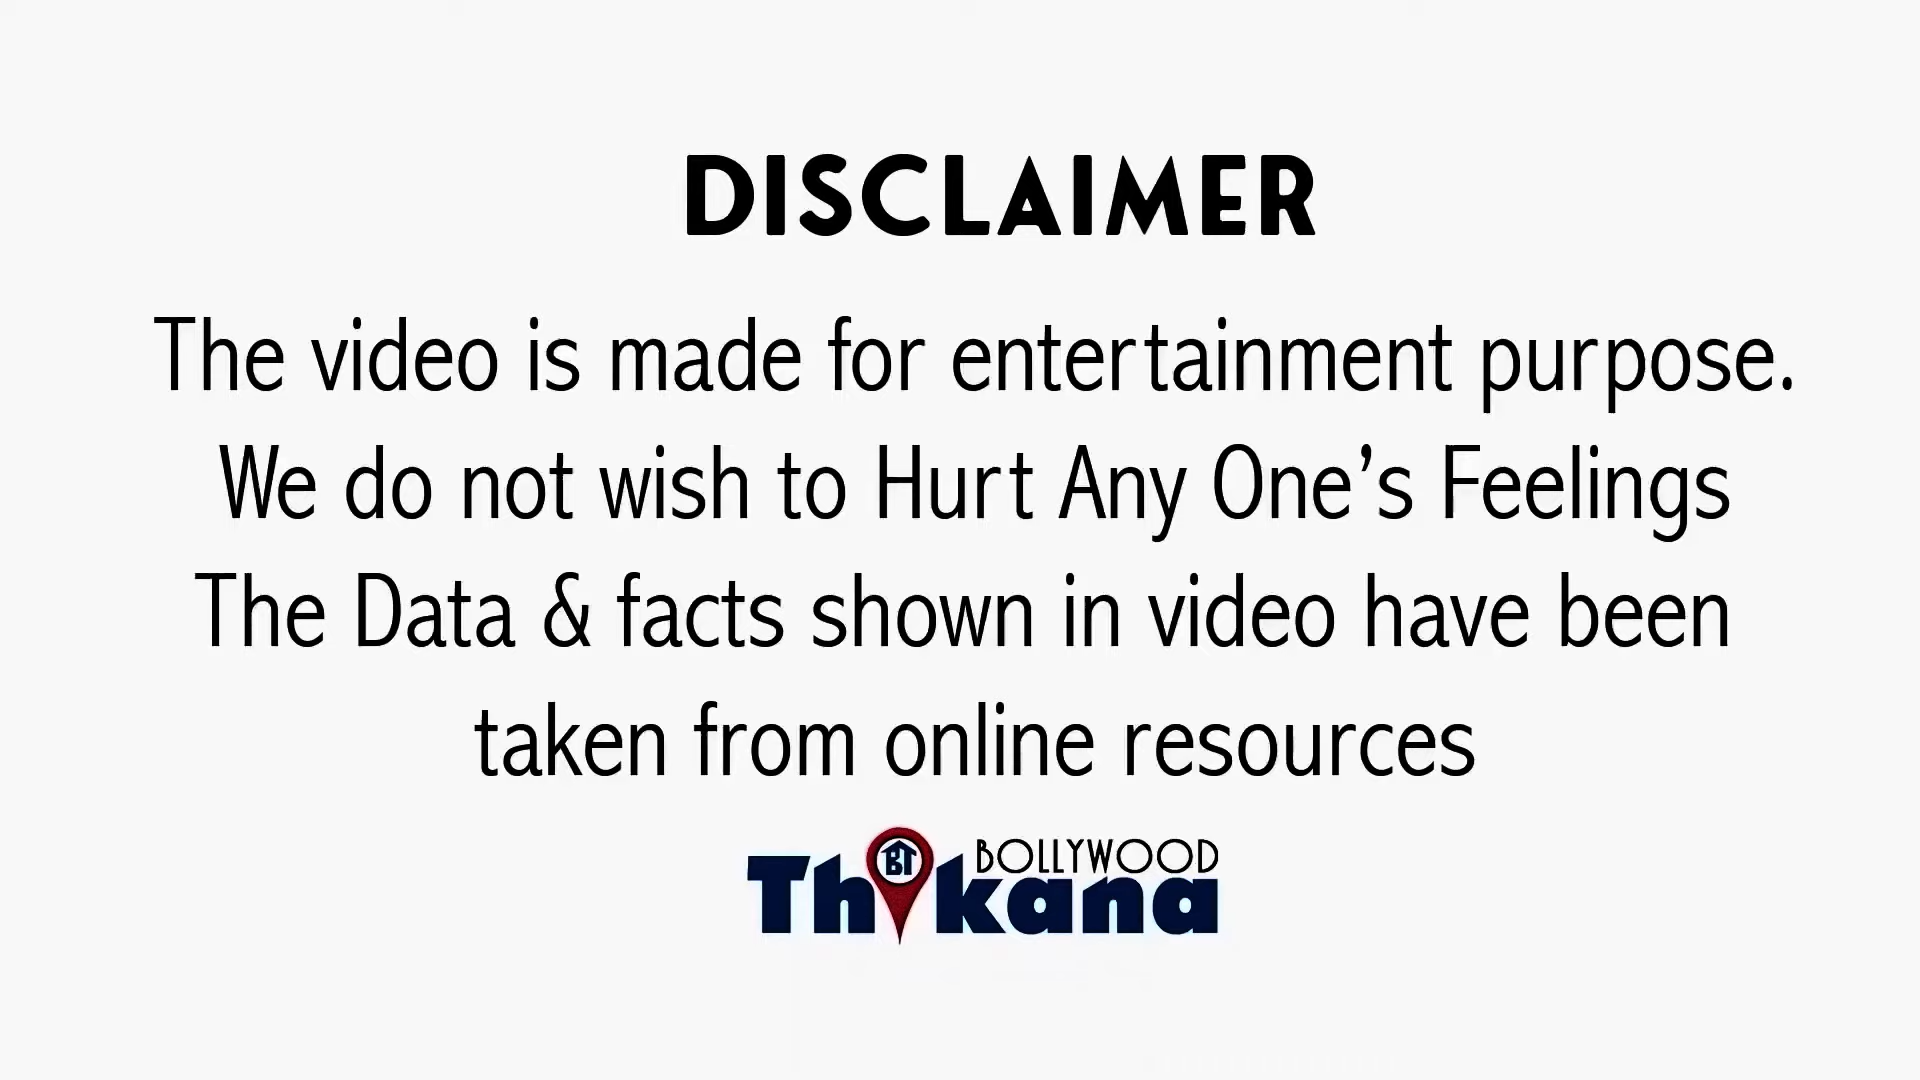 DISCLAIMER
The video is made for entertainment purpose.
We do not wish to Hurt Any One's Feelings
The Data & facts shown in video have been
taken from online resources
BOLLYWOOD
BT
Thikana